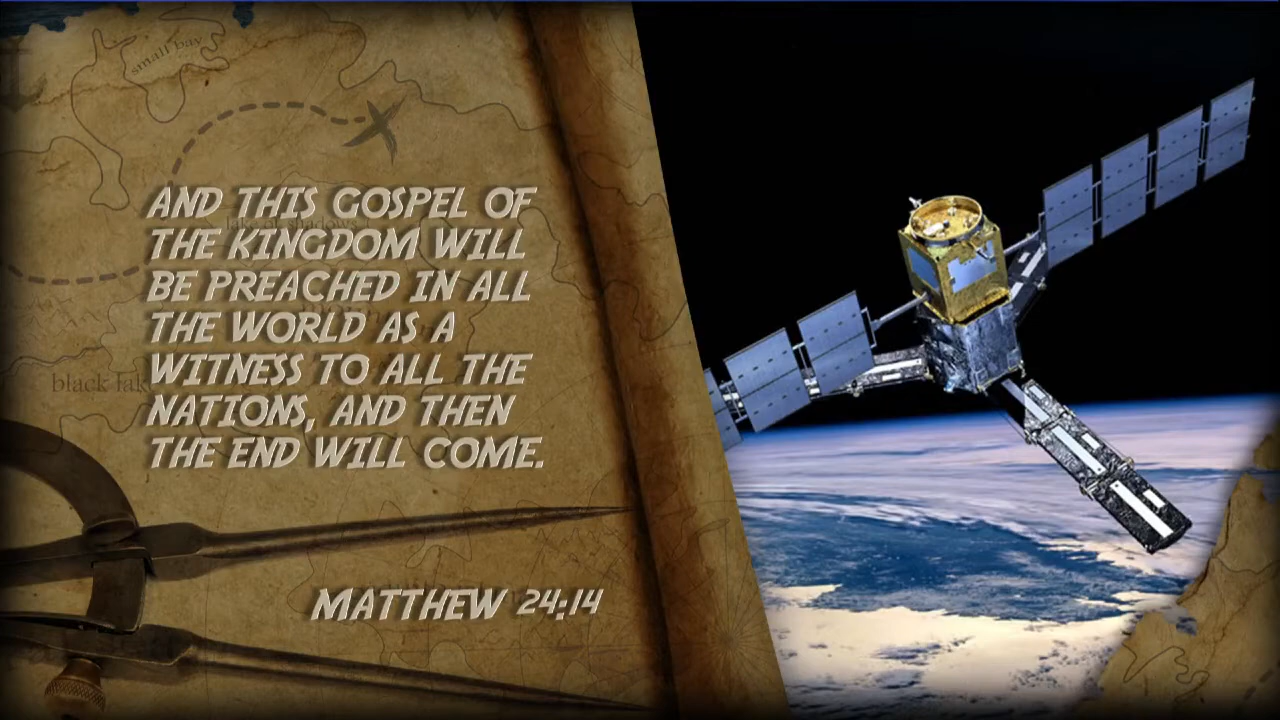 small bay
AND THIS GOSPEL OF
THE KINGDOM WILL
BE PREACHED IN ALL
THE WORLD AS A
WITNESS TO ALL THE
NATIONS, AND THEN
THE END WILL COME.
black lak
MATTHEW 24:14